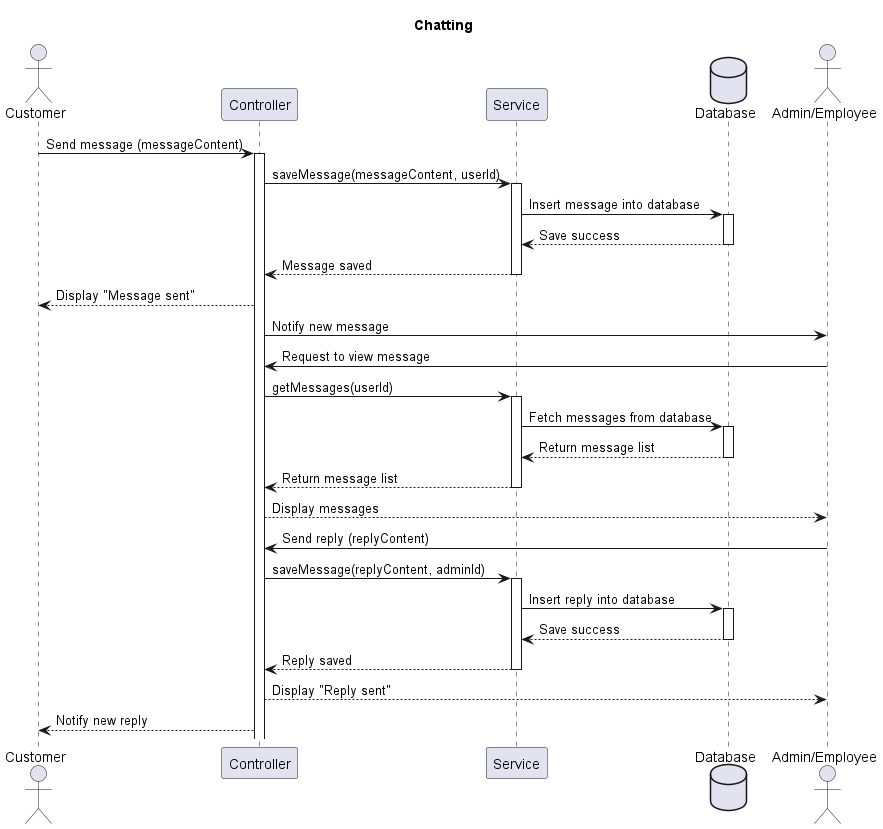 Chatting
Customer
Controller
Service
Database
Admin/Employee
Send message (messageContent)
saveMessage(messageContent, userId)
Insert message into database
Save success
Message saved
Display "Message sent"
Notify new message
Request to view message
getMessages(userId)
Fetch messages from database
Return message list
Return message list
Display messages
Send reply (replyContent)
saveMessage(replyContent, adminId)
Insert reply into database
Save success
Reply saved
Display "Reply sent"
Notify new reply
Customer
Controller
Service
Database
Admin/Employee